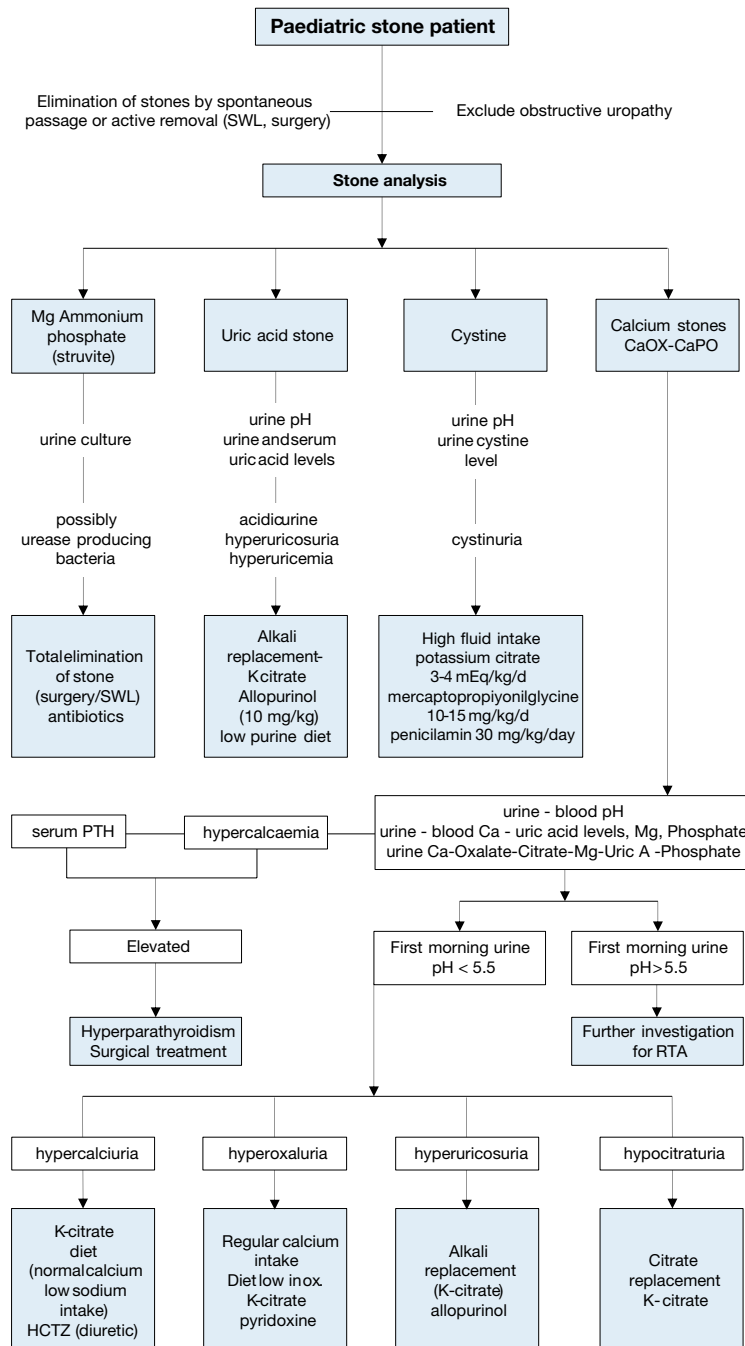 Paediatric stone patient
Elimination of stones by spontaneous
passage or active removal (SWL, surgery)
Exclude obstructive uropathy
Stone analysis
Mg Ammonium
phosphate
(struvite)
Uric acid stone
Cystine
Calcium stones
CaOX-CaPO
urine culture
urine pH
urine and serum
uric acid levels
urine pH
urine cystine
level
possibly
urease producing
bacteria
acidic urine
hyperuricosuria
hyperuricemia
cystinuria
Total elimination
of stone
(surgery/SWL)
antibiotics
Alkali
replacement-
K citrate
Allopurinol
(10 mg/kg)
low purine diet
High fluid intake
potassium citrate
3-4 mEq/kg/d
mercaptopropiyonilglycine
10-15 mg/kg/d
penicilamin 30 mg/kg/day
serum PTH
hypercalcaemia
urine - blood pH
urine - blood Ca - uric acid levels, Mg, Phosphate
urine Ca-Oxalate-Citrate-Mg-Uric A -Phosphate
Elevated
First morning urine
pH < 5.5
First morning urine
pH > 5.5
Hyperparathyroidism
Surgical treatment
Further investigation
for RTA
hypercalciuria
hyperoxaluria
hyperuricosuria
hypocitraturia
K-citrate
diet
(normal calcium
low sodium
intake)
HCTZ (diuretic)
Regular calcium
intake
Diet low in ox.
K-citrate
pyridoxine
Alkali
replacement
(K-citrate)
allopurinol
Citrate
replacement
K- citrate